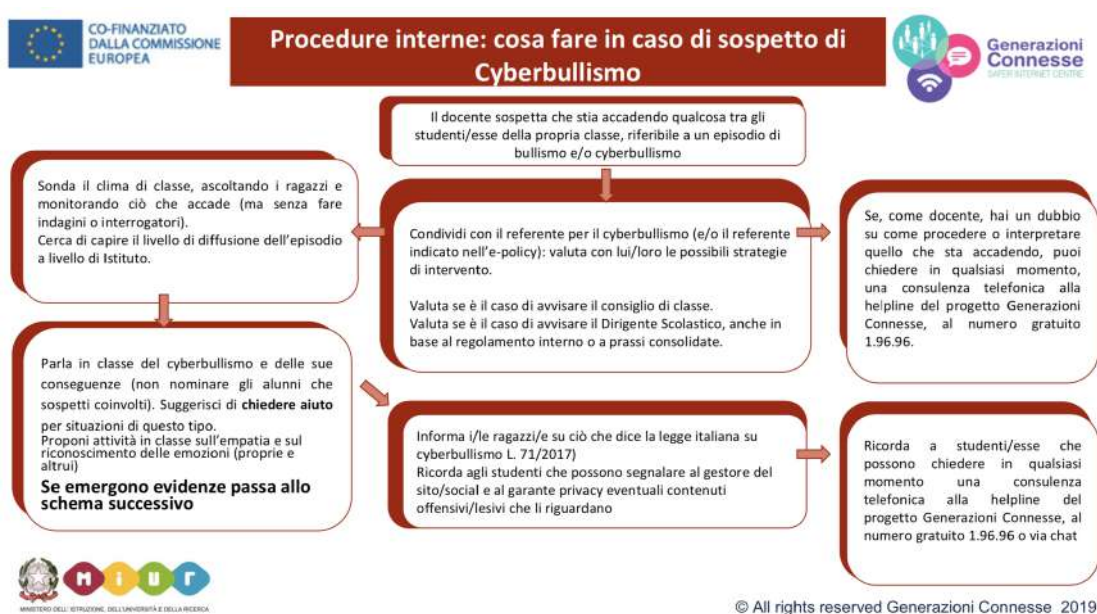 CO-FINANZIATO
DALLA COMMISSIONE
EUROPEA
Procedure interne: cosa fare in caso di sospetto di
Cyberbullismo
Generazioni
Connesse
SAFER INTERNET CENTRE
Il docente sospetta che stia accadendo qualcosa tra gli
studenti/esse della propria classe, riferibile a un episodio di
bullismo e/o cyberbullismo
Sonda il clima di classe, ascoltando i ragazzi e
monitorando ciò che accade (ma senza fare
indagini o interrogatori).
Cerca di capire il livello di diffusione dell'episodio
a livello di Istituto.
Condividi con il referente per il cyberbullismo (e/o il referente
indicato nell'e-policy): valuta con lui/loro le possibili strategie
di intervento.
Valuta se è il caso di avvisare il consiglio di classe.
Valuta se è il caso di avvisare il Dirigente Scolastico, anche in
base al regolamento interno o a prassi consolidate.
Se, come docente, hai un dubbio
su come procedere o interpretare
quello che sta accadendo, puoi
chiedere in qualsiasi momento,
una consulenza telefonica alla
helpline del progetto Generazioni
Connesse, al numero gratuito
1.96.96.
Parla in classe del cyberbullismo e delle sue
conseguenze (non nominare gli alunni che
sospetti coinvolti). Suggerisci di chiedere aiuto
per situazioni di questo tipo.
Proponi attività in classe sull'empatia e sul
riconoscimento delle emozioni (proprie e
altrui)
Se emergono evidenze passa allo
schema successivo
Informa i/le ragazzi/e su ciò che dice la legge italiana su
cyberbullismo L. 71/2017)
Ricorda agli studenti che possono segnalare al gestore del
sito/social e al garante privacy eventuali contenuti
offensivi/lesivi che li riguardano
Ricorda a studenti/esse che
possono chiedere in qualsiasi
momento una consulenza
telefonica alla helpline del
progetto Generazioni Connesse, al
numero gratuito 1.96.96 o via chat
miur
MINISTERO DELL'ISTRUZIONE, DELL'UNIVERSITÀ E DELLA RICERCA
© All rights reserved Generazioni Connesse 2019